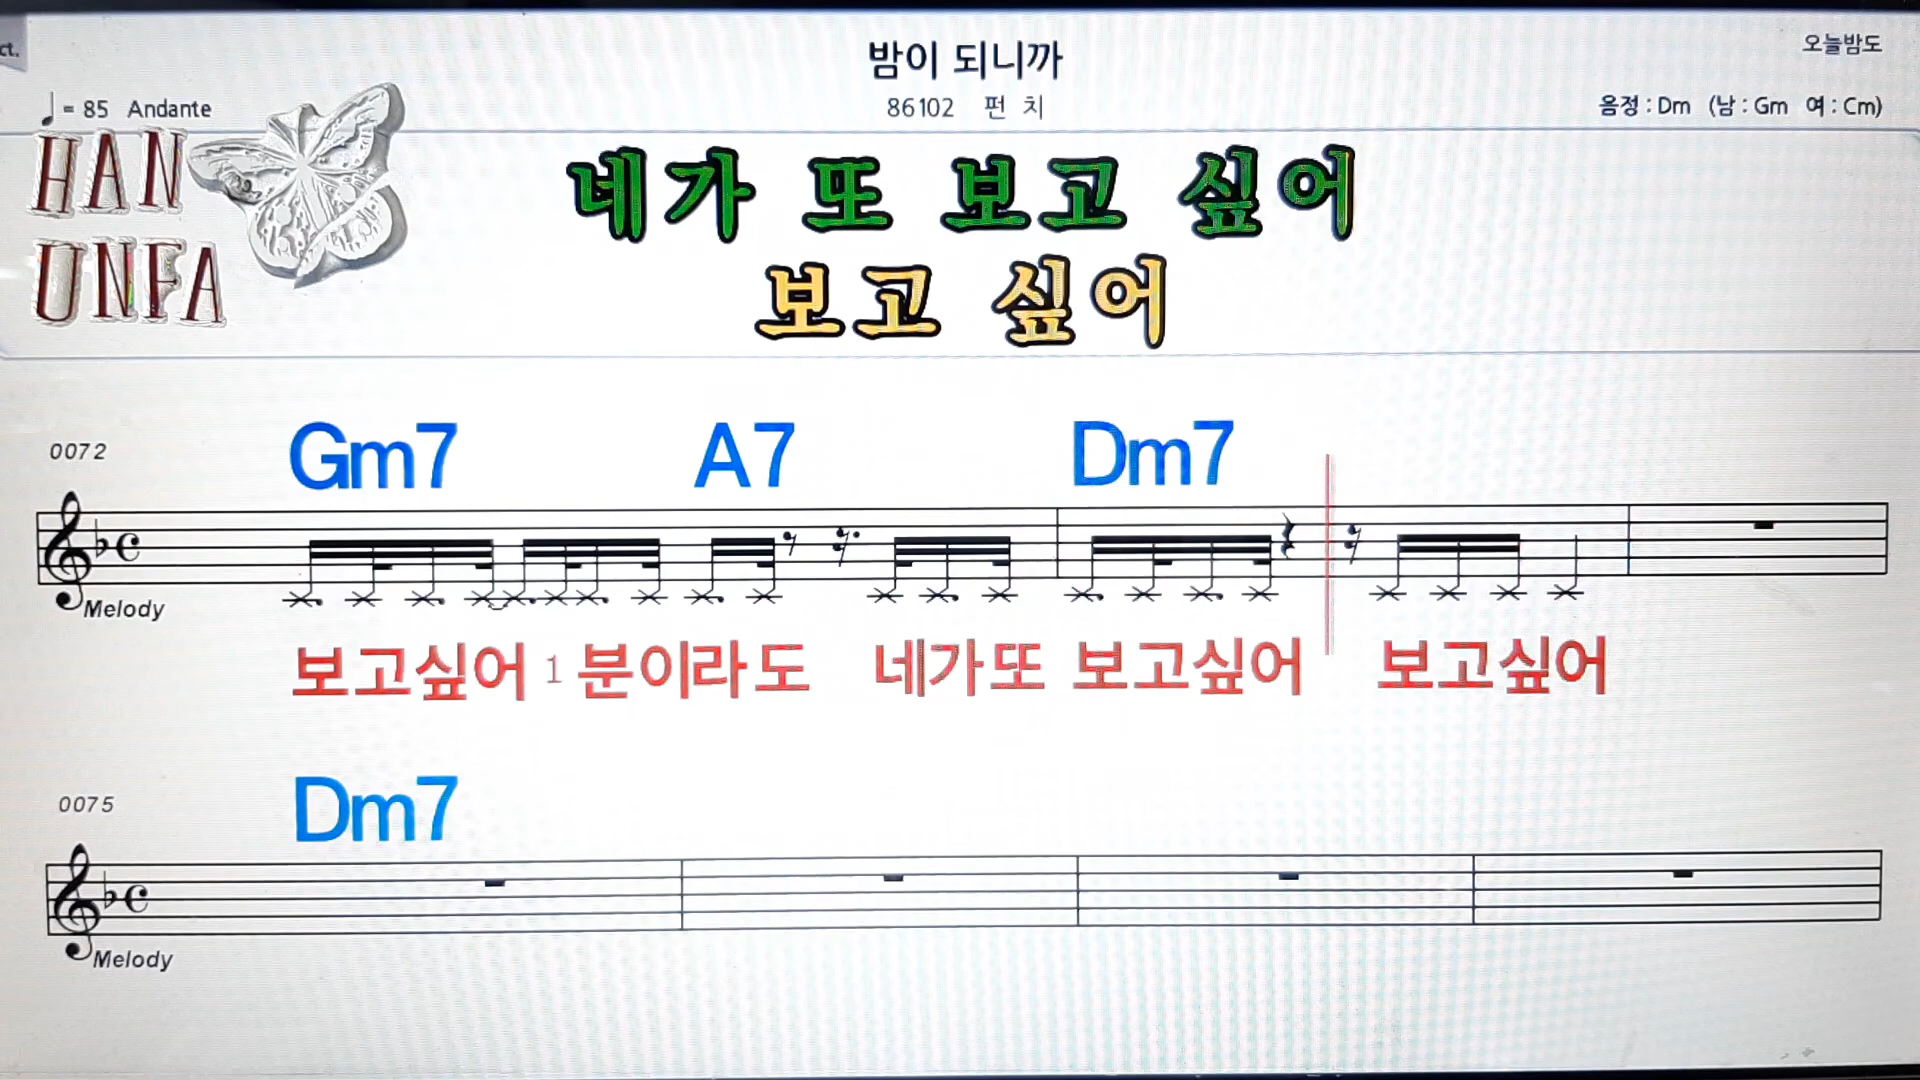 ct.
밤이 되니까
오늘밤도
♩ = 85 Andante
86102 펀 치
음정 : Dm (남 : Gm 여 : Cm)
HAN
UNFA
네가 또 보고 싶어
보고 싶어
0072
Gm7 A7 Dm7
Melody
보고싶어 1 분이라도 네가또 보고싶어 보고싶어
0075
Dm7
Melody